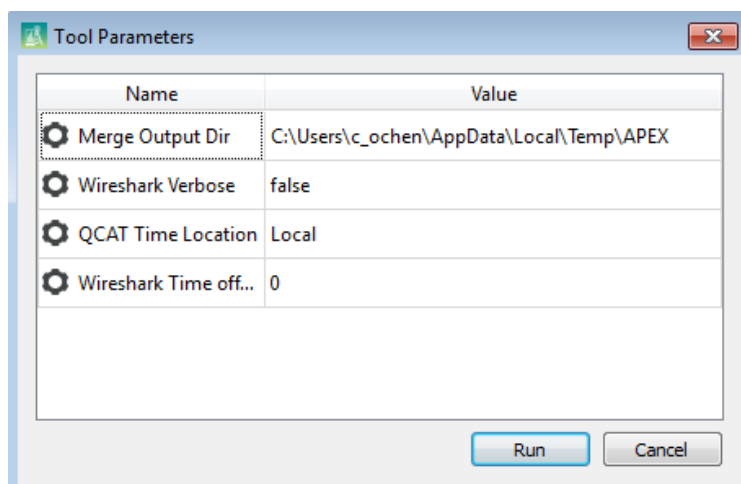 Tool Parameters
Name Value
Merge Output Dir C:\Users\c_ochen\AppData\Local\Temp\APEX
Wireshark Verbose false
QCAT Time Location Local
Wireshark Time off... 0
Run Cancel